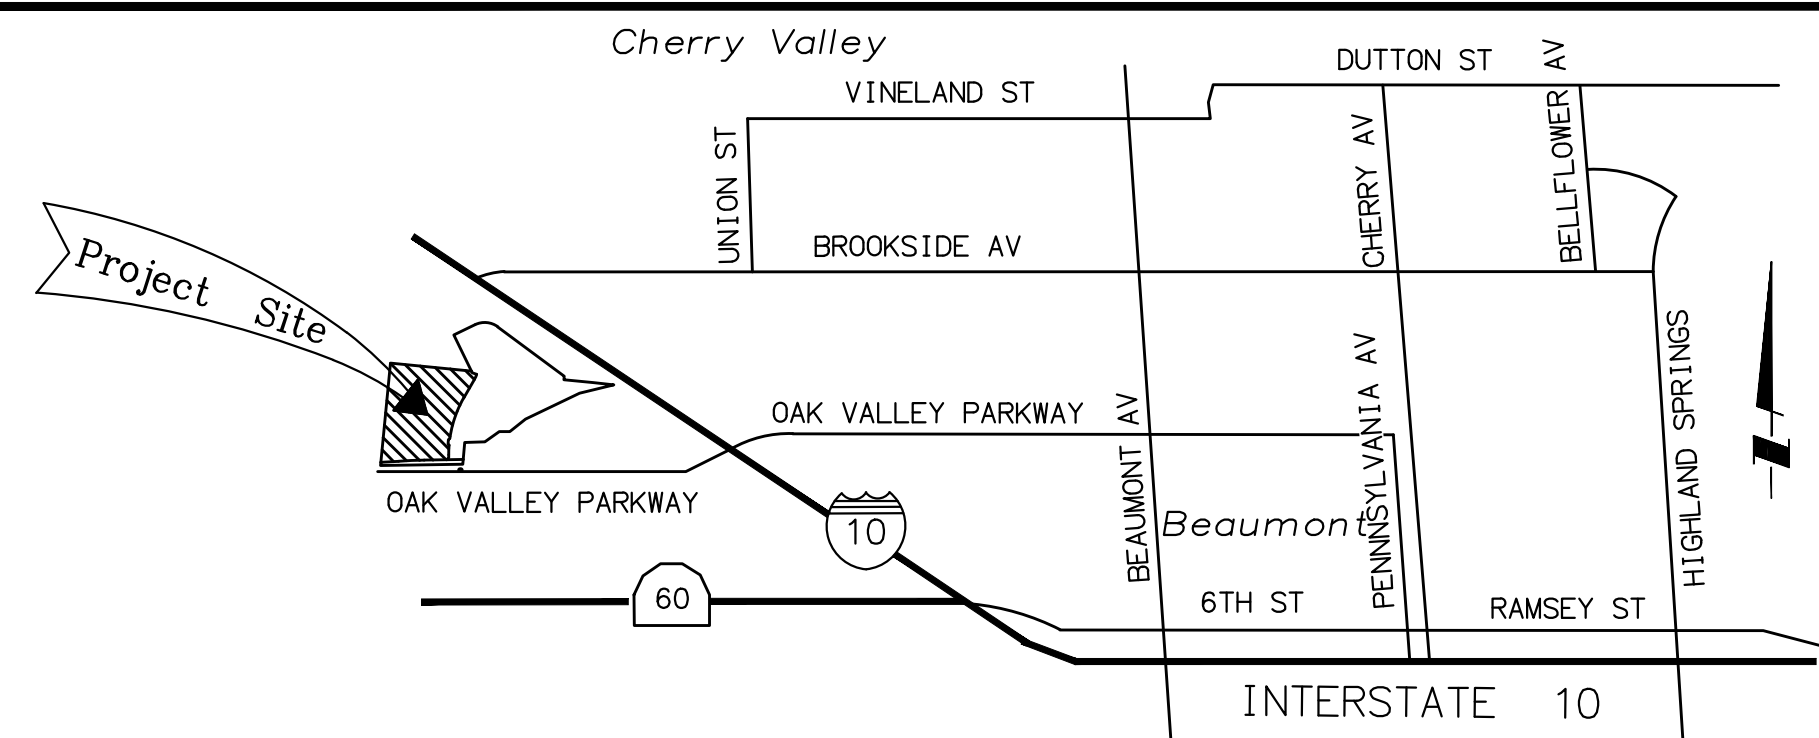 Cherry Valley
DUTTON ST
BELLFLOWER AV
VINELAND ST
UNION ST
CHERRY AV
BROOKSIDE AV
Project Site
HIGHLAND SPRINGS
OAK VALLEY PARKWAY
BEAUMONT AV
PENNNSYLVANIA AV
OAK VALLEY PARKWAY
10
Beaumont
60
6TH ST
RAMSEY ST
INTERSTATE 10